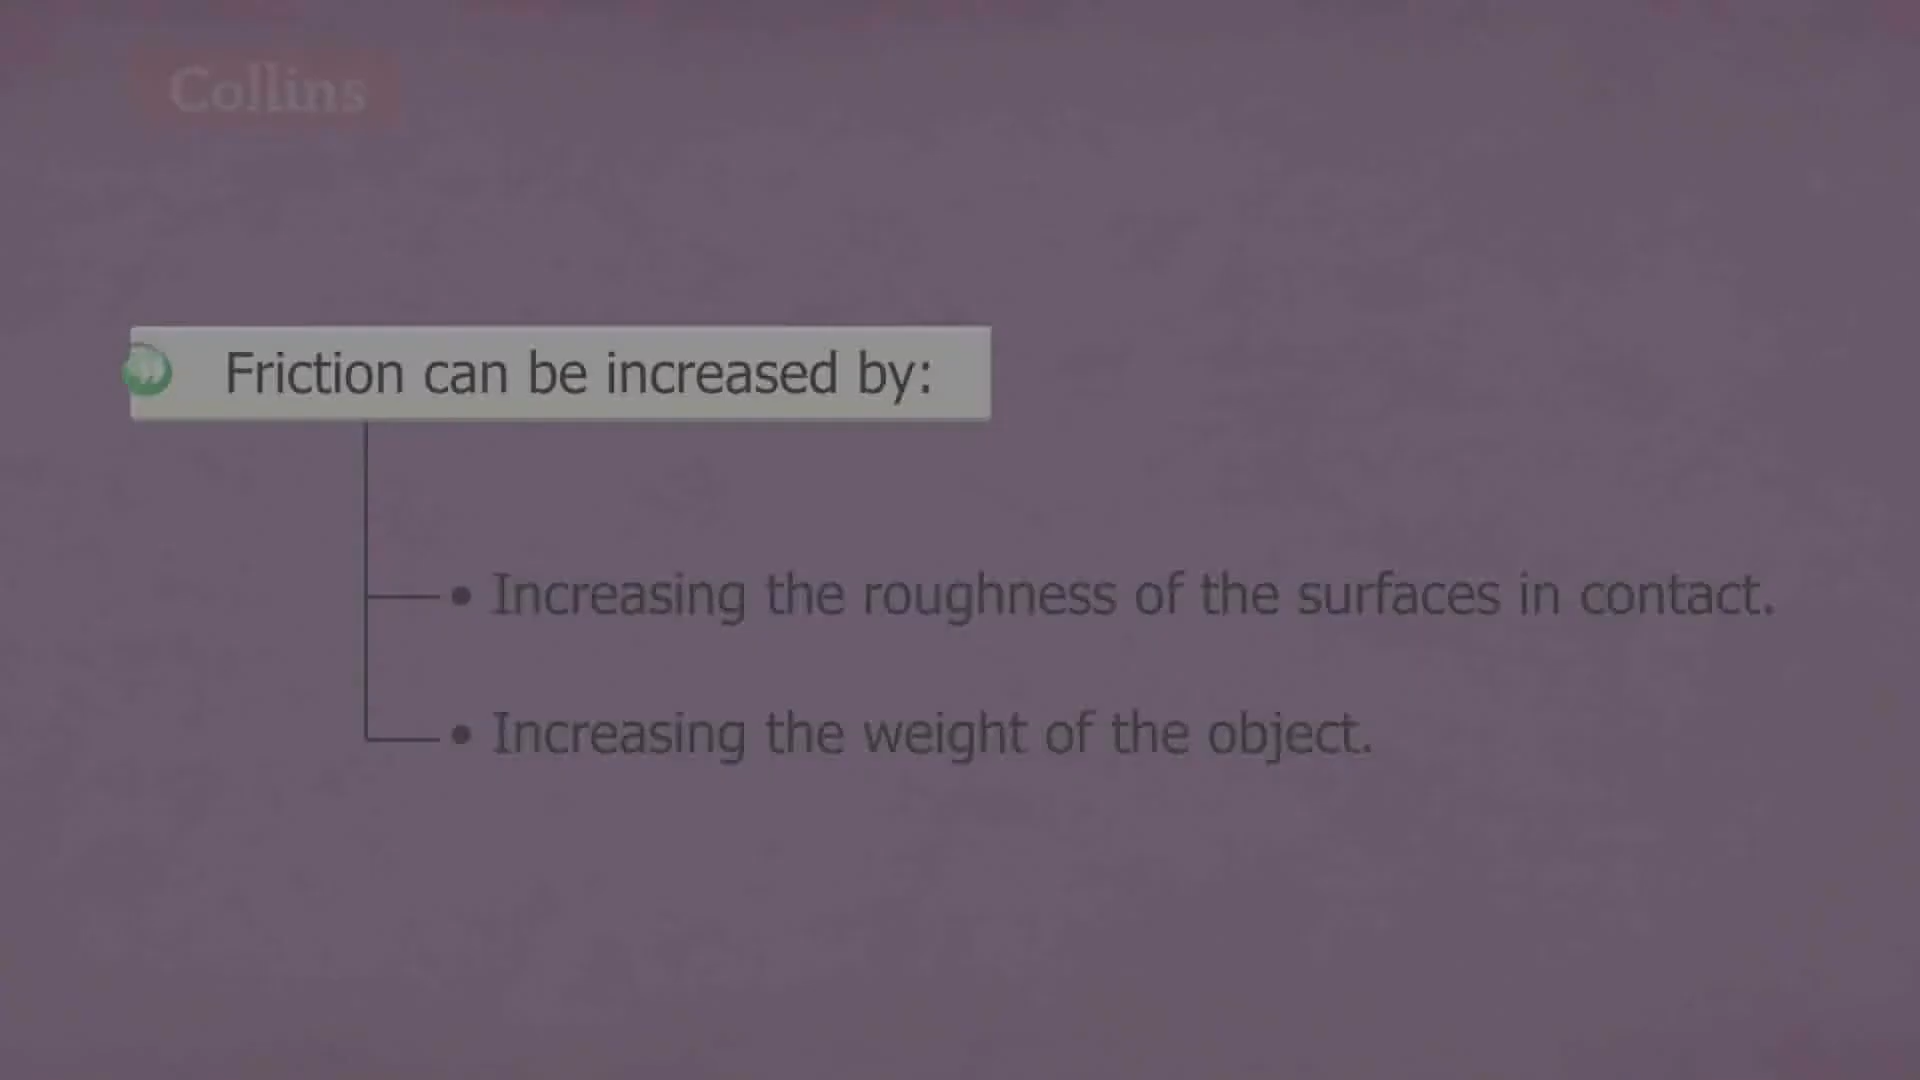 Collins
Friction can be increased by:
• Increasing the roughness of the surfaces in contact.
• Increasing the weight of the object.